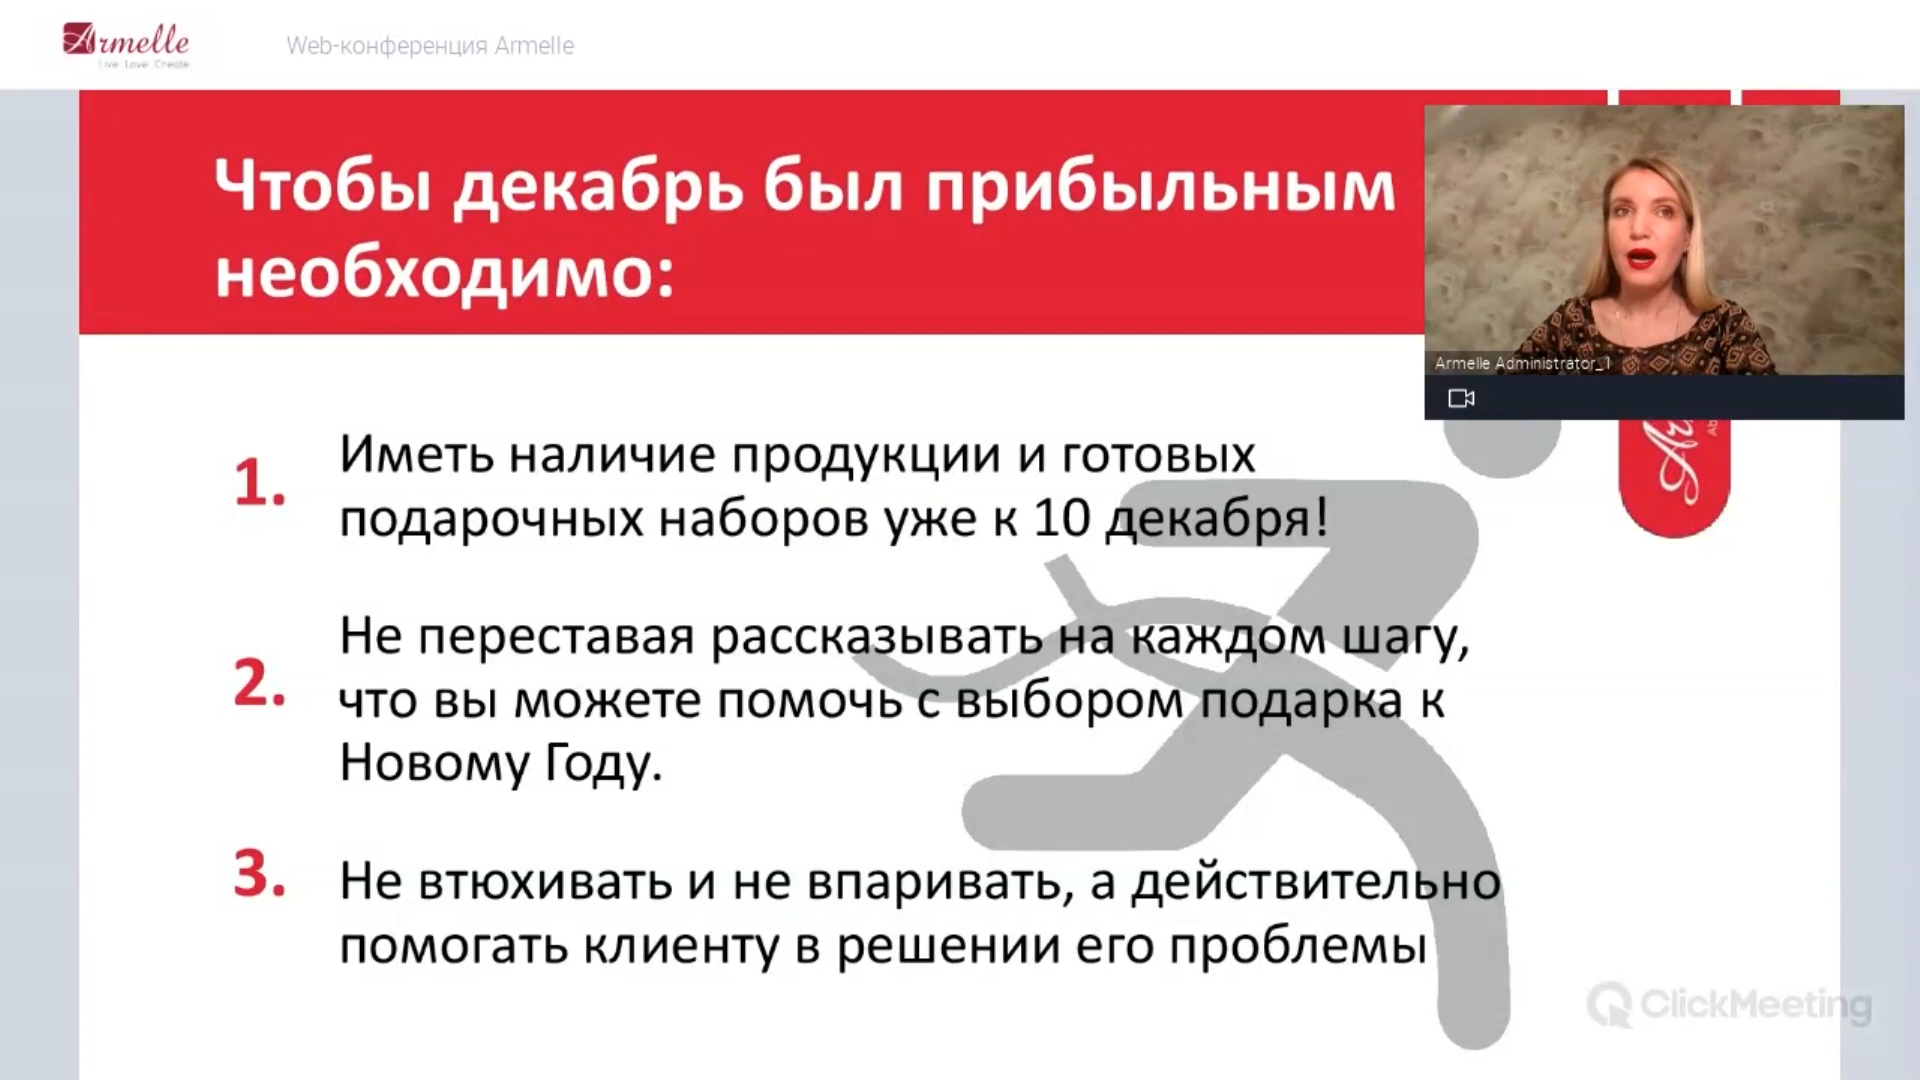 Armelle
Live Love Create
Web-конференция Armelle
Чтобы декабрь был прибыльным
необходимо:
Armelle Administrator_1
1.
Иметь наличие продукции и готовых
подарочных наборов уже к 10 декабря!
2.
Не переставая рассказывать на каждом шагу,
что вы можете помочь с выбором подарка к
Новому Году.
3.
Не втюхивать и не впаривать, а действительно
помогать клиенту в решении его проблемы
ClickMeeting